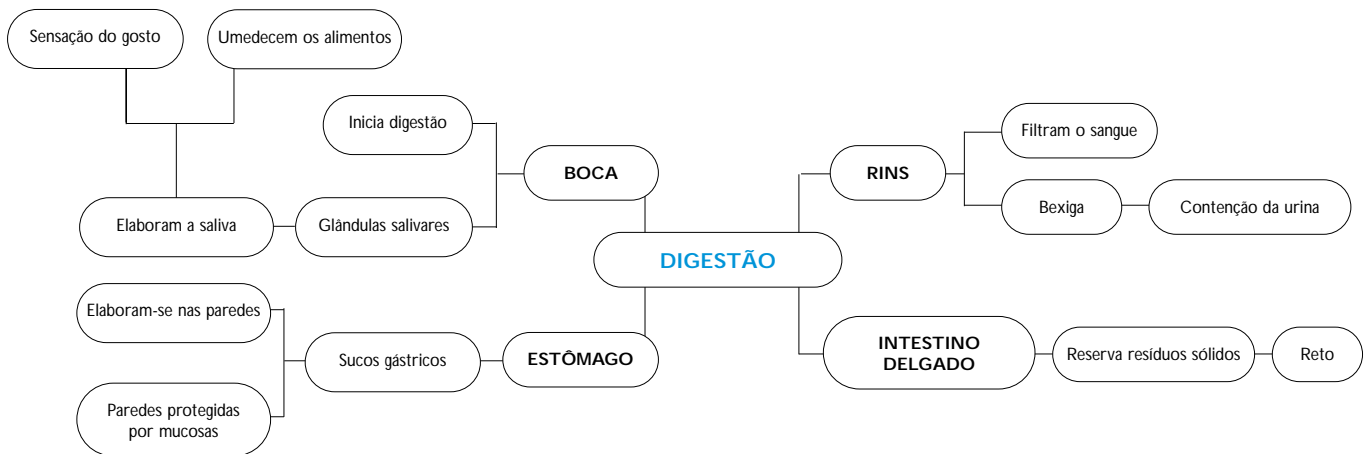 Sensação do gosto
Umedecem os alimentos
Inicia digestão
BOCA
Elaboram a saliva
Glândulas salivares
DIGESTÃO
RINS
Filtram o sangue
Bexiga
Contenção da urina
Elaboram-se nas paredes
Sucos gástricos
ESTÔMAGO
Paredes protegidas
por mucosas
INTESTINO
DELGADO
Reserva resíduos sólidos
Reto